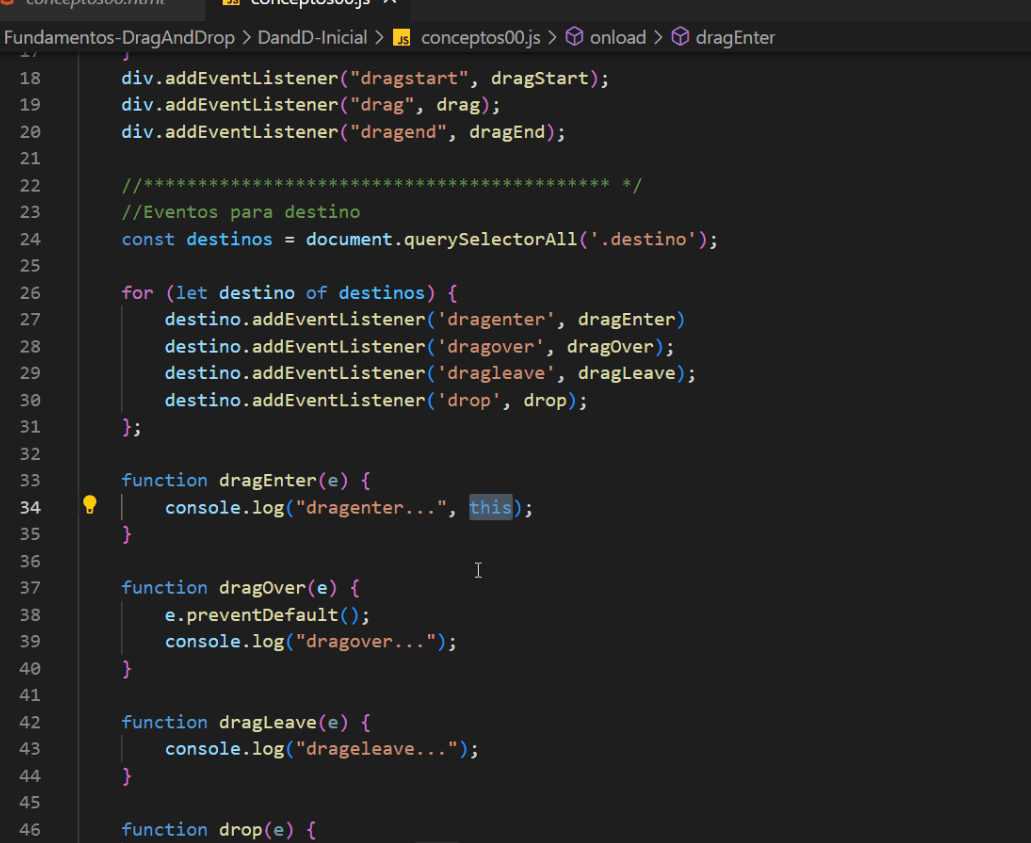 conceptos00.html JS conceptos00.js ×
Fundamentos-DragAndDrop > DandD-Inicial > JS conceptos00.js > onload > dragEnter
17 }
18 div.addEventListener("dragstart", dragStart);
19 div.addEventListener("drag", drag);
20 div.addEventListener("dragend", dragEnd);
21
22 //******************************************* */
23 //Eventos para destino
24 const destinos = document.querySelectorAll('.destino');
25
26 for (let destino of destinos) {
27 destino.addEventListener('dragenter', dragEnter)
28 destino.addEventListener('dragover', dragOver);
29 destino.addEventListener('dragleave', dragLeave);
30 destino.addEventListener('drop', drop);
31 };
32
33 function dragEnter(e) {
34 console.log("dragenter...", this);
35 }
36
37 function dragOver(e) {
38 e.preventDefault();
39 console.log("dragover...");
40 }
41
42 function dragLeave(e) {
43 console.log("drageleave...");
44 }
45
46 function drop(e) {